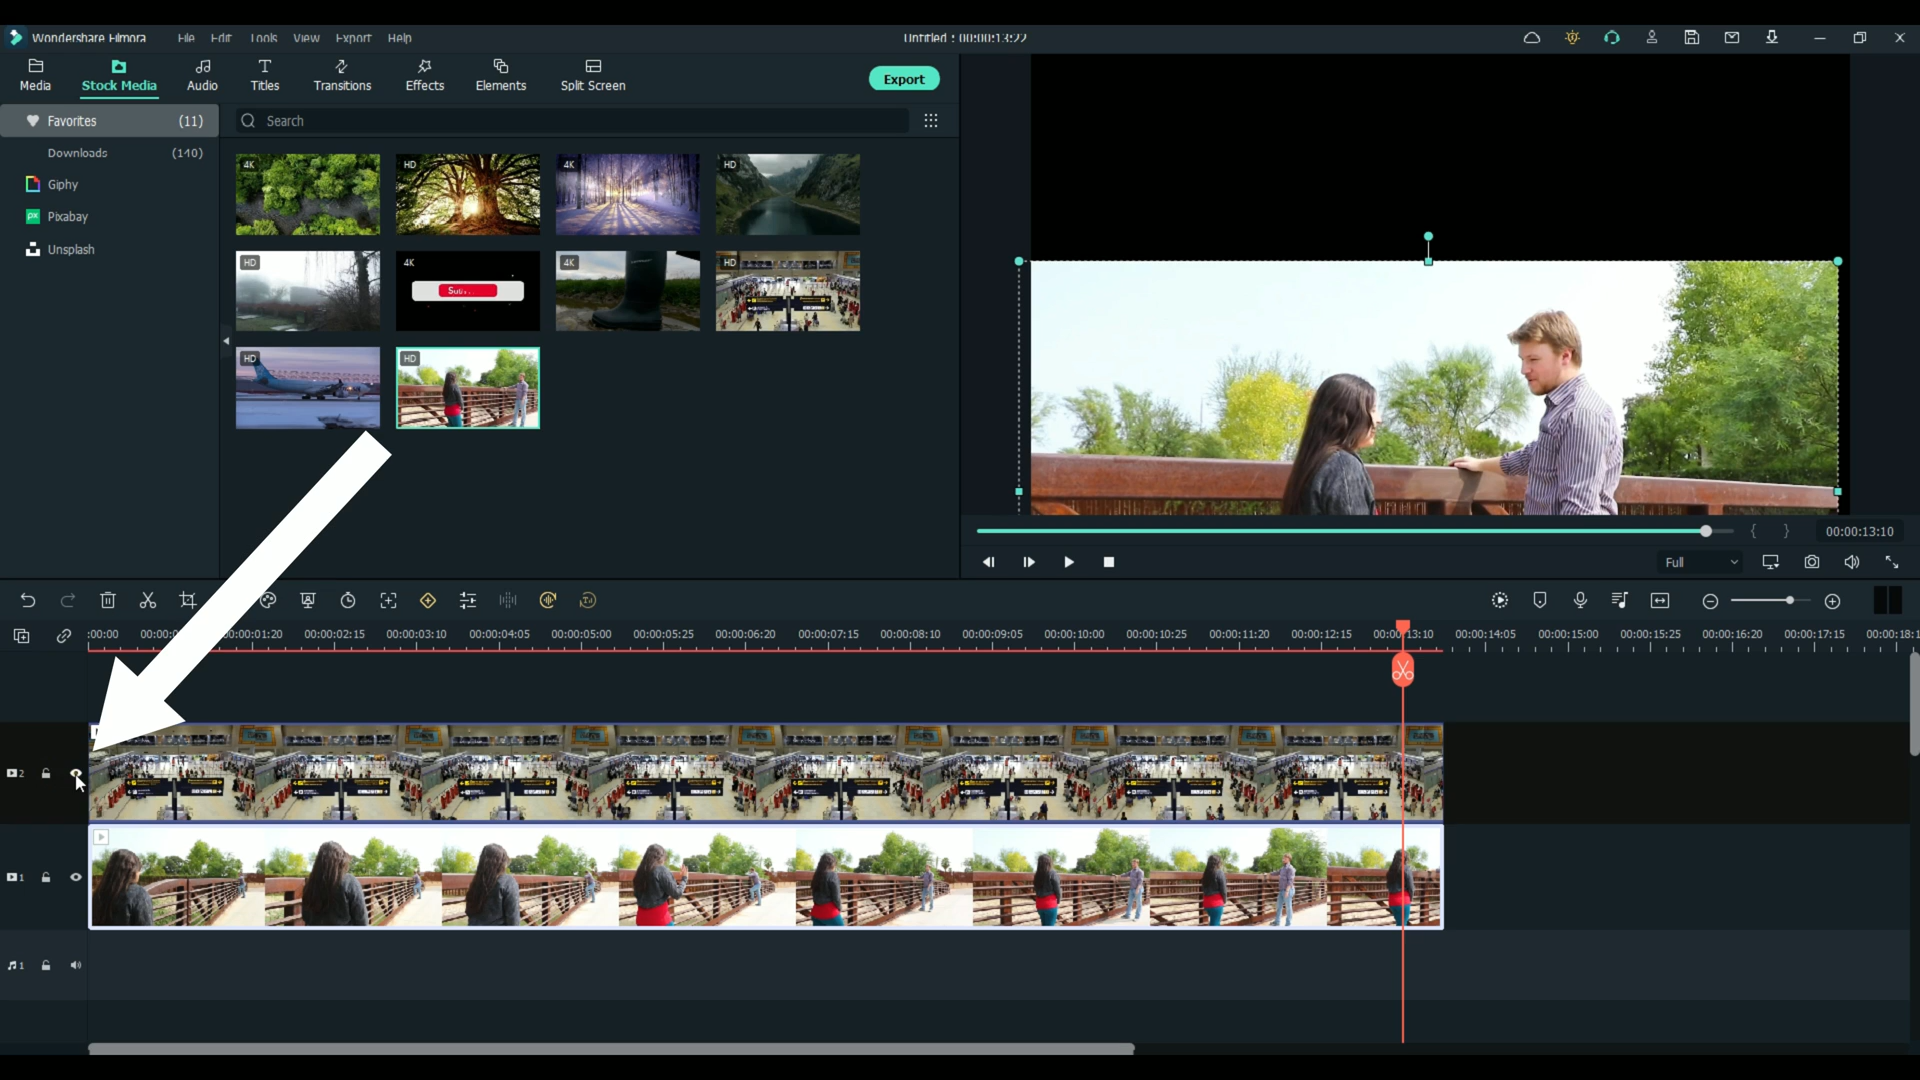 Wondershare Filmora File Edit Tools View Export Help Untitled : 00:00:13:22
Media Stock Media Audio Titles Transitions Effects Elements Split Screen Export
Favorites (11) Search
Downloads (140)
Giphy
Pixabay
Unsplash
4K HD 4K HD
HD 4K 4K HD
HD HD
{ } 00:00:13:10
Full
:00:00 00:00:01:20 00:00:02:15 00:00:03:10 00:00:04:05 00:00:05:00 00:00:05:25 00:00:06:20 00:00:07:15 00:00:08:10 00:00:09:05 00:00:10:00 00:00:10:25 00:00:11:20 00:00:12:15 00:00:13:10 00:00:14:05 00:00:15:00 00:00:15:25 00:00:16:20 00:00:17:15 00:00:18:1
2
1
1